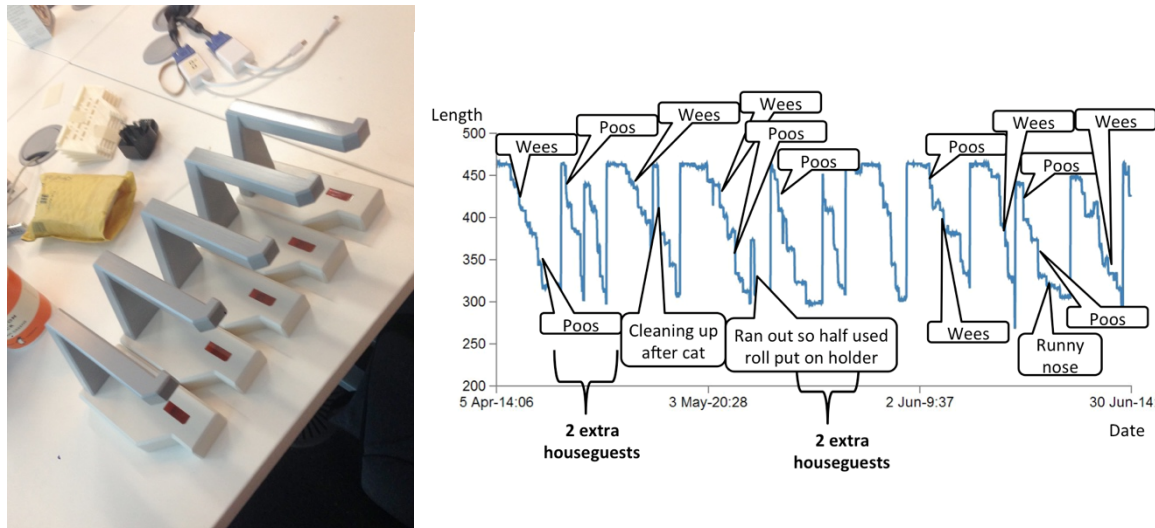 Length
500
450
400
350
300
250
200
Wees
Poos
Wees
Wees
Poos
Poos
Poos
Wees
Wees
Poos
Poos
Cleaning up
after cat
Ran out so half used
roll put on holder
Wees
Runny
nose
Poos
5 Apr-14:06
3 May-20:28
2 Jun-9:37
30 Jun-14:
Date
2 extra
houseguests
2 extra
houseguests